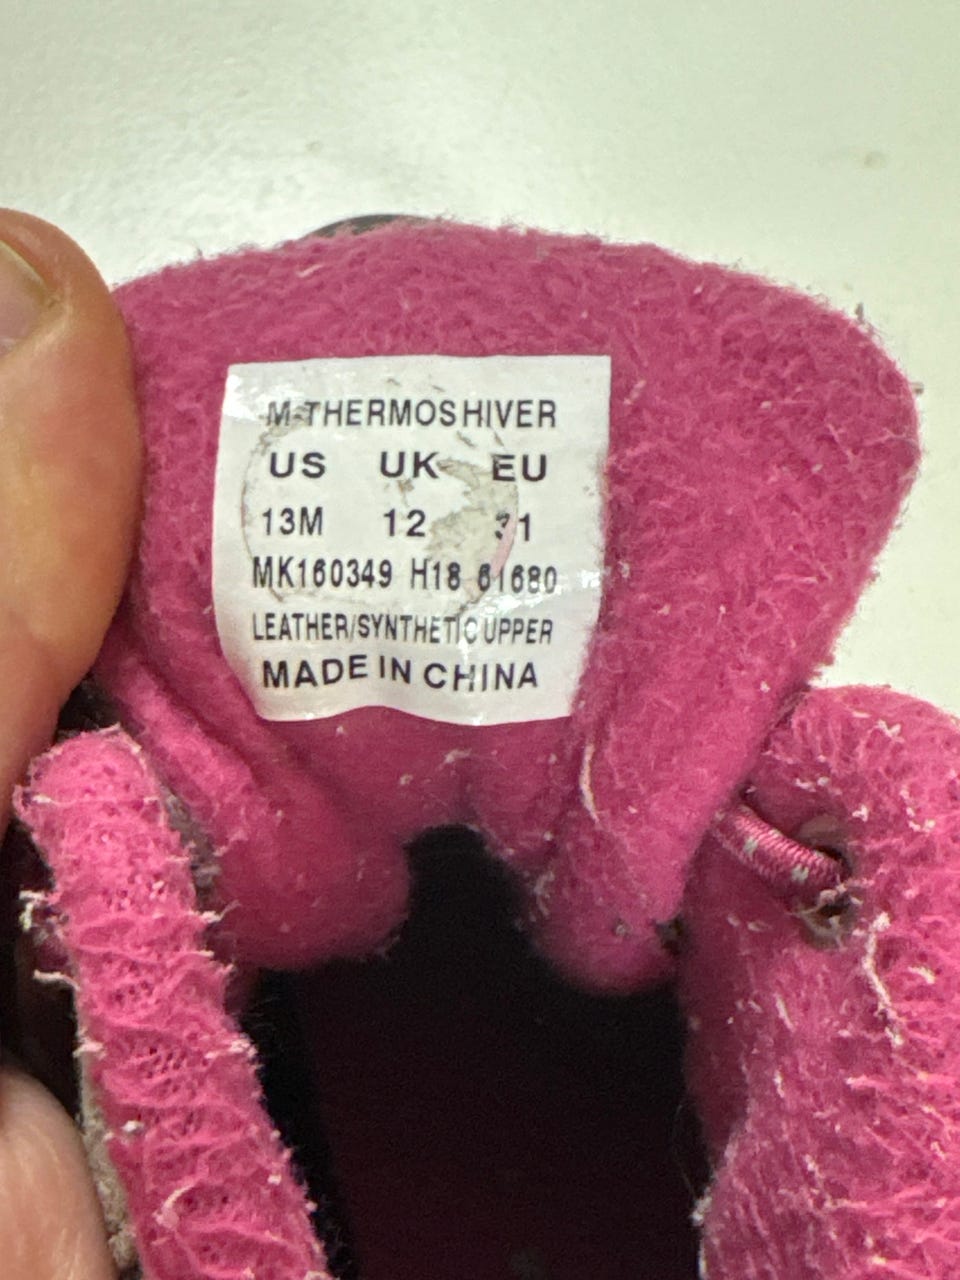 M-THERMOSHIVER
US UK EU
13M 12 31
MK160349 H18 61680
LEATHER/SYNTHETIC UPPER
MADE IN CHINA